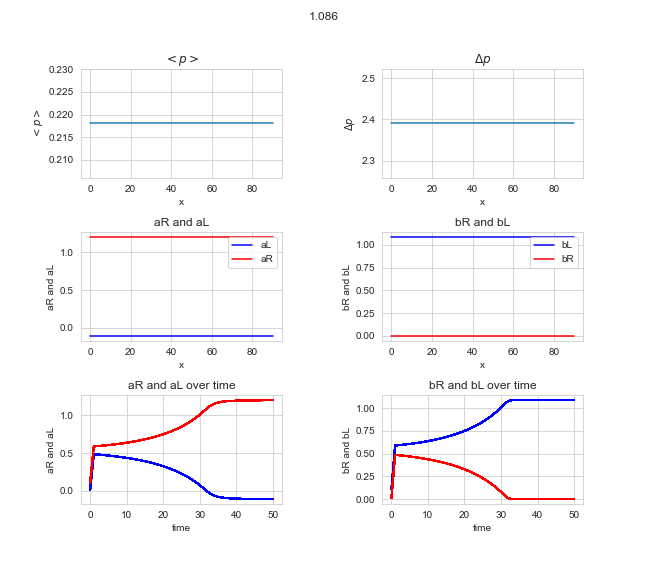 1.086
< p >
0.230
0.225
0.220
0.215
0.210
< p >
0 20 40 60 80
x
Δp
2.5
2.4
2.3
Δp
0 20 40 60 80
x
aR and aL
1.0
0.5
0.0
aR and aL
aL
aR
0 20 40 60 80
x
bR and bL
1.00
0.75
0.50
0.25
0.00
bR and bL
bL
bR
0 20 40 60 80
x
aR and aL over time
1.0
0.5
0.0
aR and aL
0 10 20 30 40 50
time
bR and bL over time
1.00
0.75
0.50
0.25
0.00
bR and bL
0 10 20 30 40 50
time